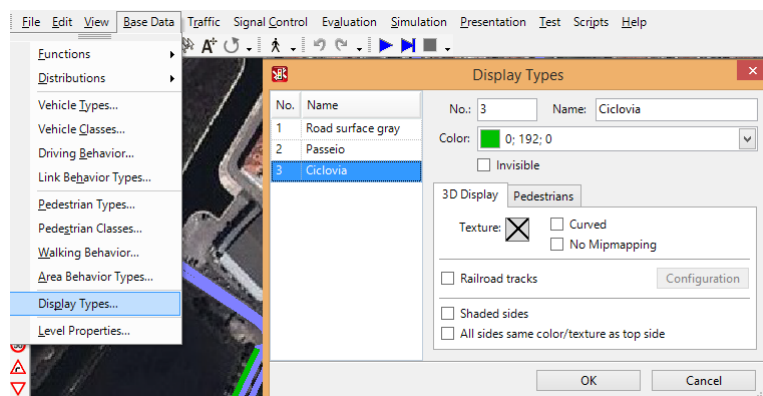 File Edit View Base Data Traffic Signal Control Evaluation Simulation Presentation Test Scripts Help
Functions
Distributions
Vehicle Types...
Vehicle Classes...
Driving Behavior...
Link Behavior Types...
Pedestrian Types...
Pedestrian Classes...
Walking Behavior...
Area Behavior Types...
Display Types...
Level Properties...
Display Types
No. Name
1 Road surface gray
2 Passeio
3 Ciclovia
No.: 3 Name: Ciclovia
Color: 0; 192; 0
Invisible
3D Display Pedestrians
Texture: Curved
No Mipmapping
Railroad tracks Configuration
Shaded sides
All sides same color/texture as top side
OK Cancel